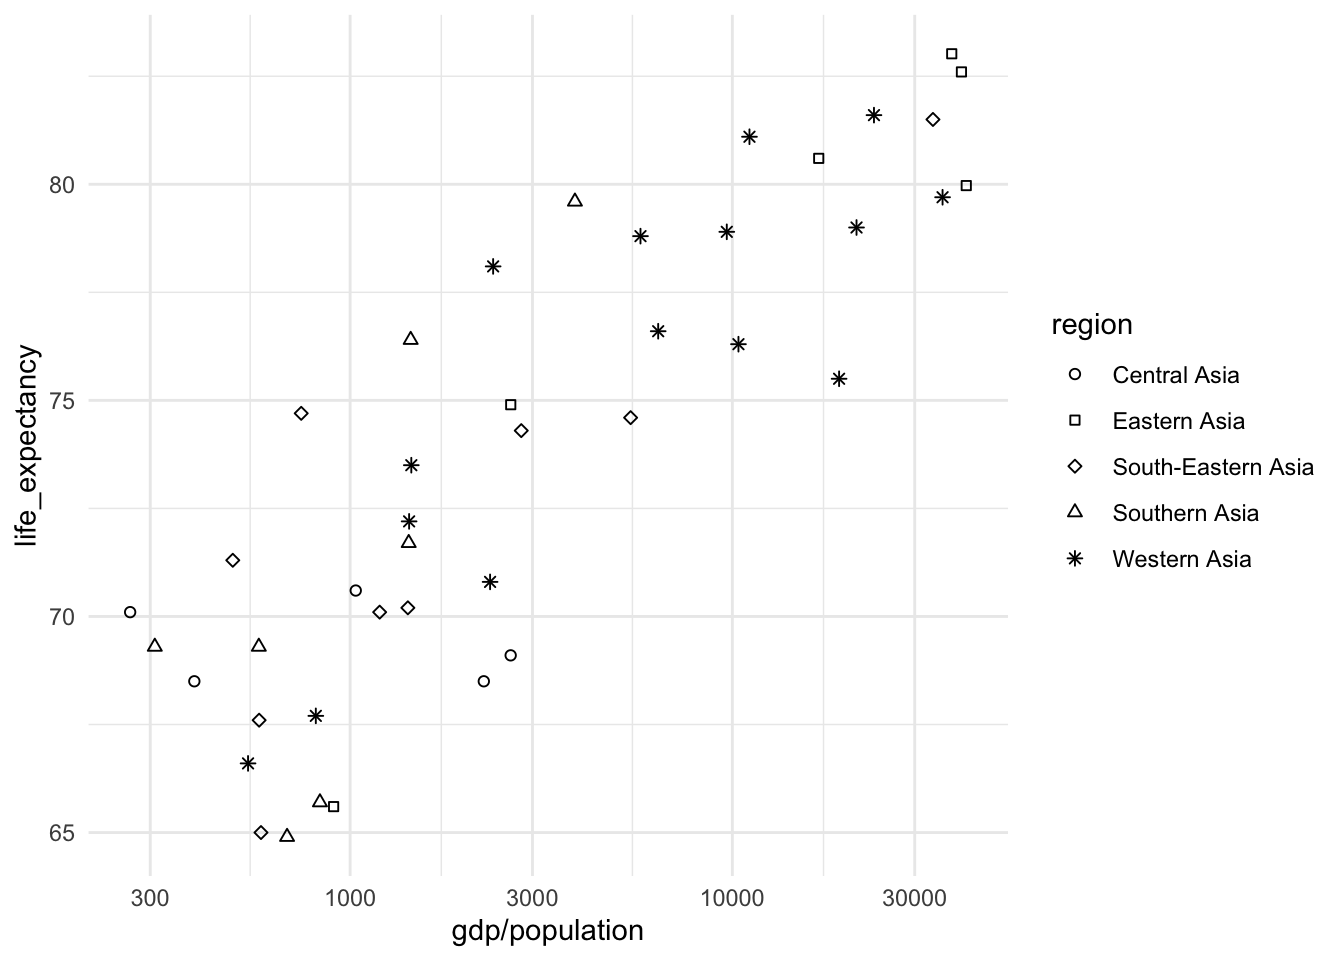 80
75
70
65
life_expectancy
300 1000 3000 10000 30000
gdp/population
region
Central Asia
Eastern Asia
South-Eastern Asia
Southern Asia
Western Asia